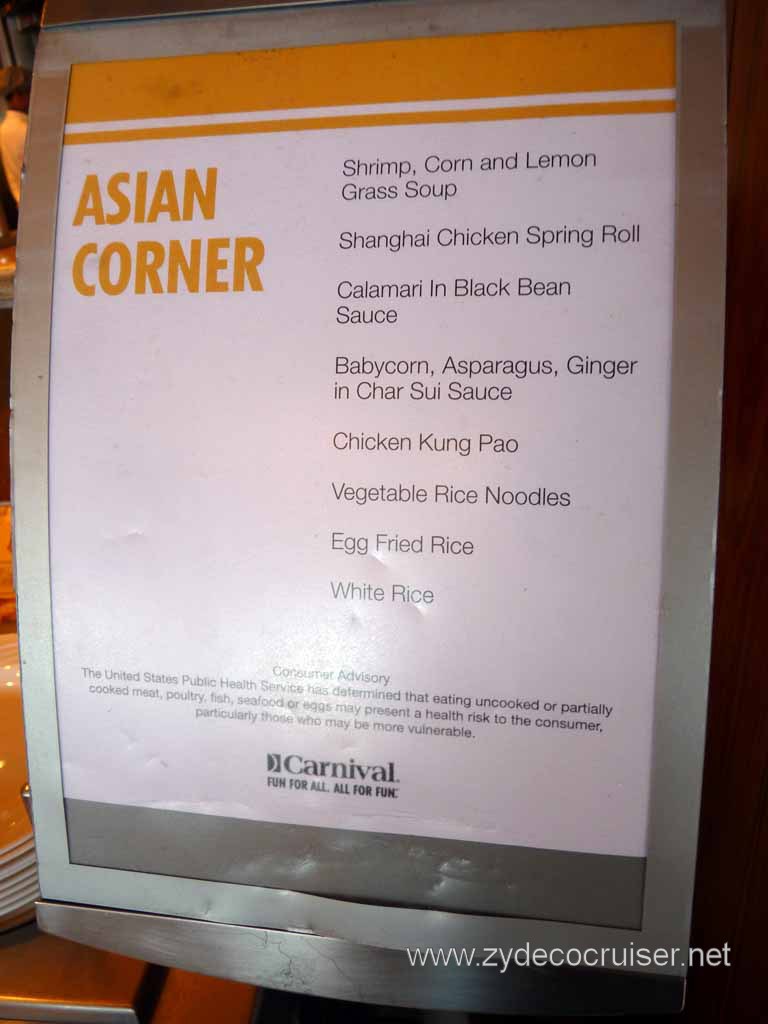 ASIAN
CORNER
Shrimp, Corn and Lemon
Grass Soup
Shanghai Chicken Spring Roll
Calamari In Black Bean
Sauce
Babycorn, Asparagus, Ginger
in Char Sui Sauce
Chicken Kung Pao
Vegetable Rice Noodles
Egg Fried Rice
White Rice
Consumer Advisory
The United States Public Health Service has determined that eating uncooked or partially
cooked meat, poultry, fish, seafood or eggs may present a health risk to the consumer,
particularly those who may be more vulnerable.
Carnival.
FUN FOR ALL. ALL FOR FUN.
www.zydecocruiser.net